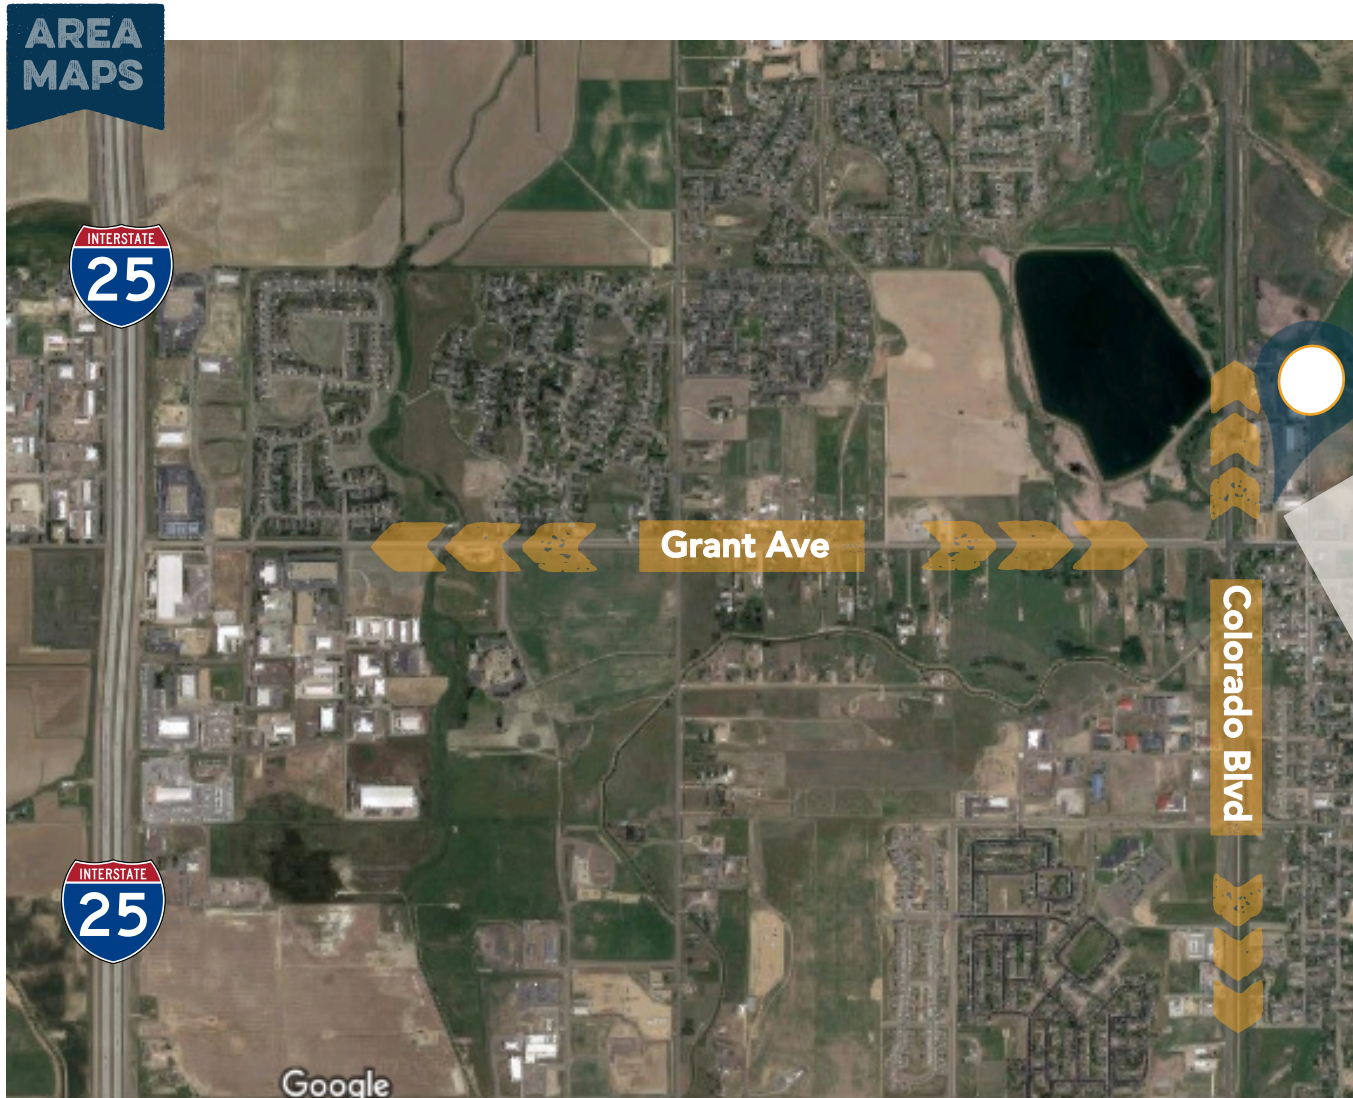 AREA
MAPS
INTERSTATE
25
Grant Ave
Colorado Blvd
INTERSTATE
25
Google